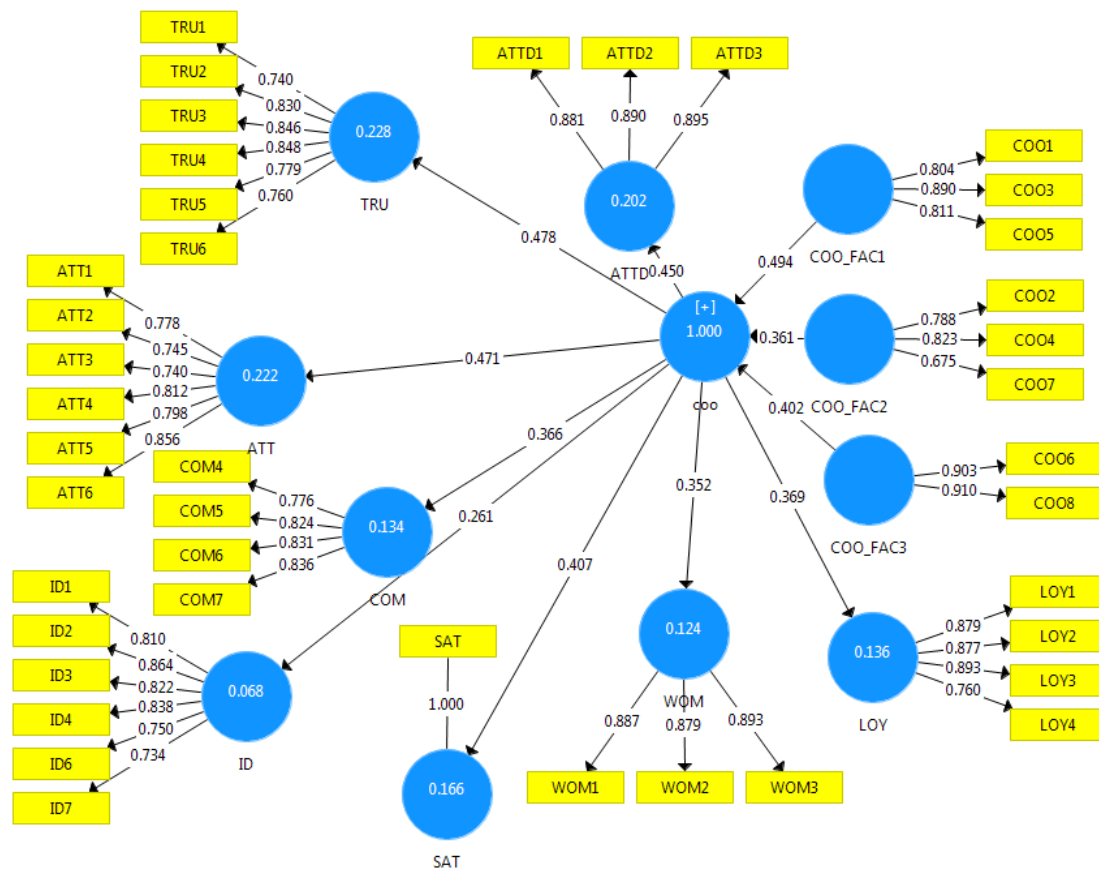 TRU1
TRU2
TRU3
TRU4
TRU5
TRU6
0.740
0.830
0.846
0.848
0.779
0.760
0.228
TRU
ATTD1
ATTD2
ATTD3
0.881
0.890
0.895
0.202
ATTD
0.450
0.478
COO1
COO3
COO5
0.804
0.890
0.811
COO_FAC1
0.494
[+]
1.000
coo
COO2
COO4
COO7
0.788
0.823
0.675
COO_FAC2
0.361
COO6
COO8
0.903
0.910
COO_FAC3
0.402
ATT1
ATT2
ATT3
ATT4
ATT5
ATT6
0.778
0.745
0.740
0.812
0.798
0.856
0.222
ATT
0.471
COM4
COM5
COM6
COM7
0.776
0.824
0.831
0.836
0.134
COM
0.366
ID1
ID2
ID3
ID4
ID6
ID7
0.810
0.864
0.822
0.838
0.750
0.734
0.068
ID
0.261
SAT
1.000
0.166
SAT
0.407
0.352
0.124
WOM
0.887
0.879
0.893
WOM1
WOM2
WOM3
0.369
0.136
LOY
0.879
0.877
0.893
0.760
LOY1
LOY2
LOY3
LOY4